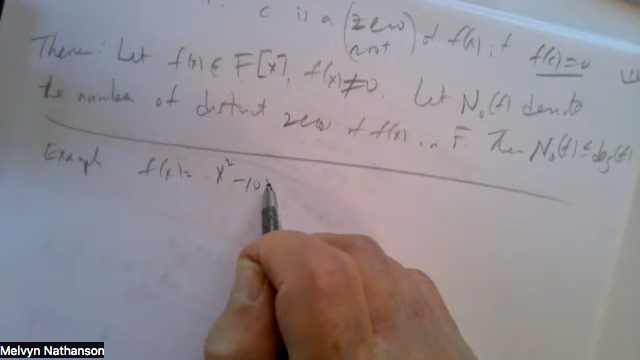 c is a (zero root) of f(x) if f(c)=0
Theorem: Let f(x) ∈ F[x], f(x)≠0. Let N₀(f) denote
the number of distinct zeros of f(x) in F. Then N₀(f) ≤ deg(f)
Example f(x)= x² -10
Melvyn Nathanson